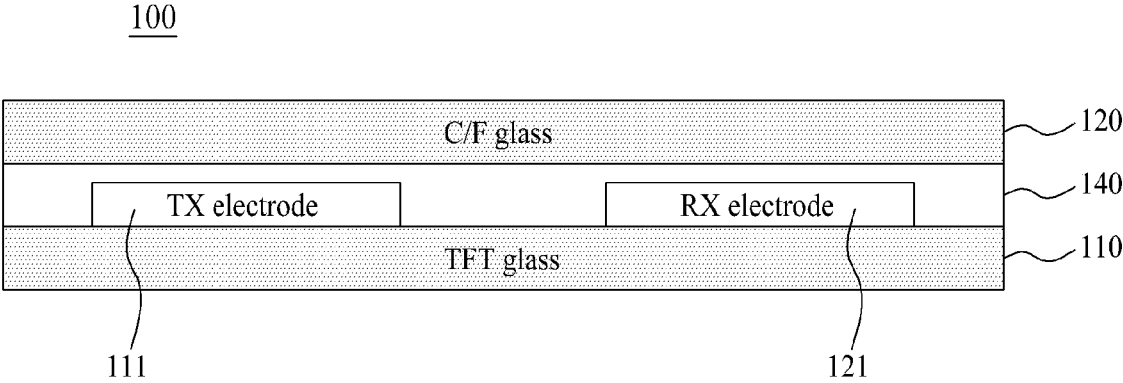 100
C/F glass
120
TX electrode
RX electrode
140
TFT glass
110
111
121